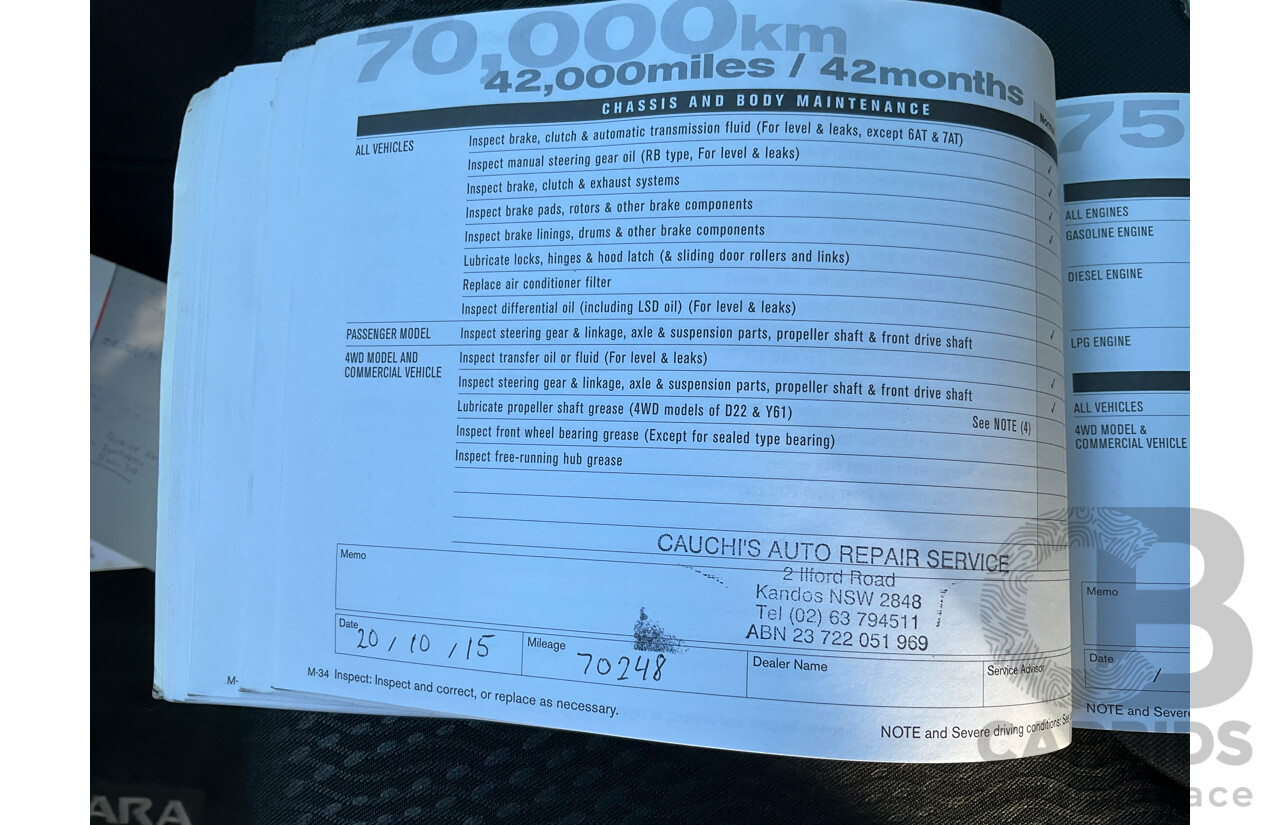 70,000km
42,000miles / 42months
CHASSIS AND BODY MAINTENANCE
ALL VEHICLES
Inspect brake, clutch & automatic transmission fluid (For level & leaks, except 6AT & 7AT)
Inspect manual steering gear oil (RB type, For level & leaks)
Inspect brake, clutch & exhaust systems
Inspect brake pads, rotors & other brake components
Inspect brake linings, drums & other brake components
Lubricate locks, hinges & hood latch (& sliding door rollers and links)
Replace air conditioner filter
Inspect differential oil (including LSD oil) (For level & leaks)
PASSENGER MODEL Inspect steering gear & linkage, axle & suspension parts, propeller shaft & front drive shaft
4WD MODEL AND
COMMERCIAL VEHICLE
Inspect transfer oil or fluid (For level & leaks)
Inspect steering gear & linkage, axle & suspension parts, propeller shaft & front drive shaft
Lubricate propeller shaft grease (4WD models of D22 & Y61) See NOTE (4)
Inspect front wheel bearing grease (Except for sealed type bearing)
Inspect free-running hub grease
Memo
CAUCHI'S AUTO REPAIR SERVICE
2 Ilford Road
Kandos NSW 2848
Tel (02) 63 794511
ABN 23 722 051 969
Date 20 / 10 / 15
Mileage 70248
Dealer Name
Service Advisor
M-34 Inspect: Inspect and correct, or replace as necessary.
NOTE and Severe driving conditions:
M-
75
ALL ENGINES
GASOLINE ENGINE
DIESEL ENGINE
LPG ENGINE
ALL VEHICLES
4WD MODEL &
COMMERCIAL VEHICLE
Memo
Date /
NOTE and Sever
ARA
CB
CARBIDS
ace